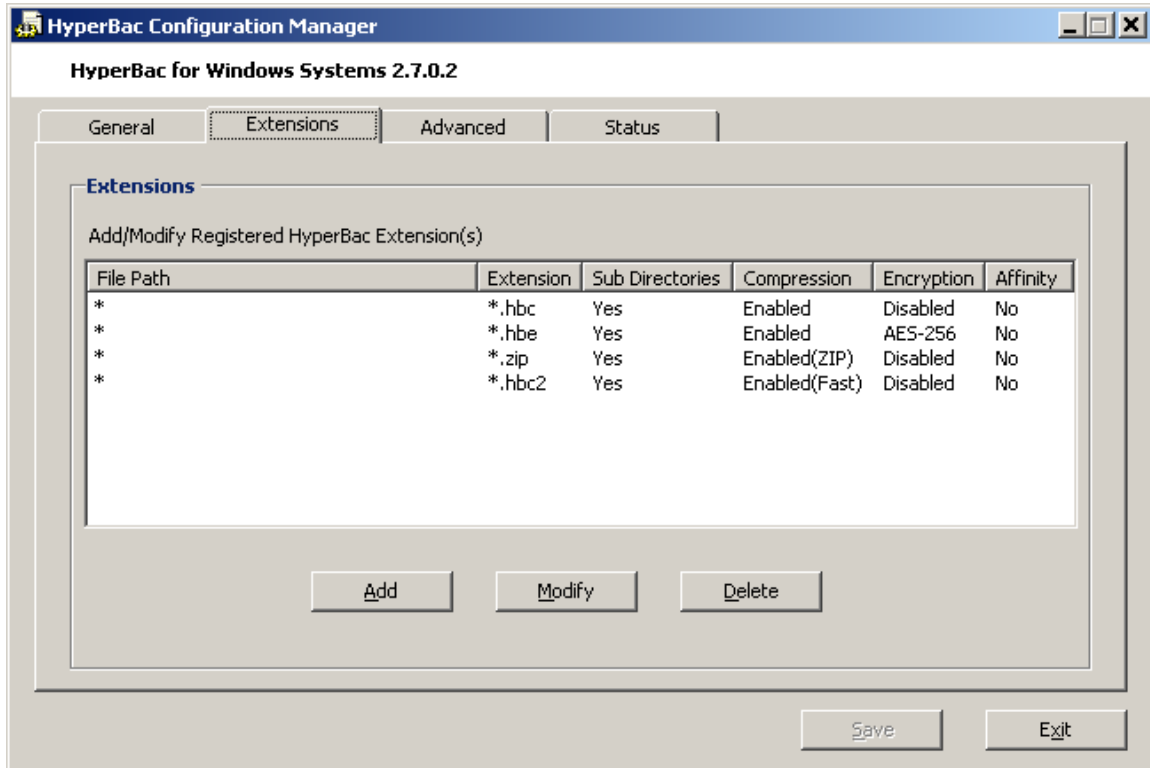 HyperBac Configuration Manager
HyperBac for Windows Systems 2.7.0.2
General Extensions Advanced Status
Extensions
Add/Modify Registered HyperBac Extension(s)
File Path Extension Sub Directories Compression Encryption Affinity
* *.hbc Yes Enabled Disabled No
* *.hbe Yes Enabled AES-256 No
* *.zip Yes Enabled(ZIP) Disabled No
* *.hbc2 Yes Enabled(Fast) Disabled No
Add Modify Delete
Save Exit